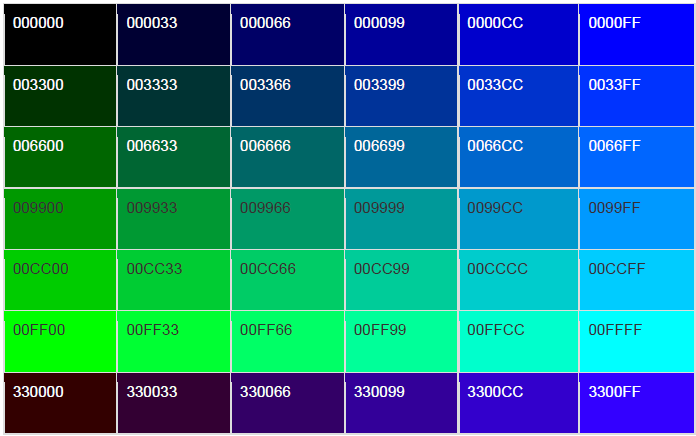 000000 000033 000066 000099 0000CC 0000FF
003300 003333 003366 003399 0033CC 0033FF
006600 006633 006666 006699 0066CC 0066FF
009900 009933 009966 009999 0099CC 0099FF
00CC00 00CC33 00CC66 00CC99 00CCCC 00CCFF
00FF00 00FF33 00FF66 00FF99 00FFCC 00FFFF
330000 330033 330066 330099 3300CC 3300FF